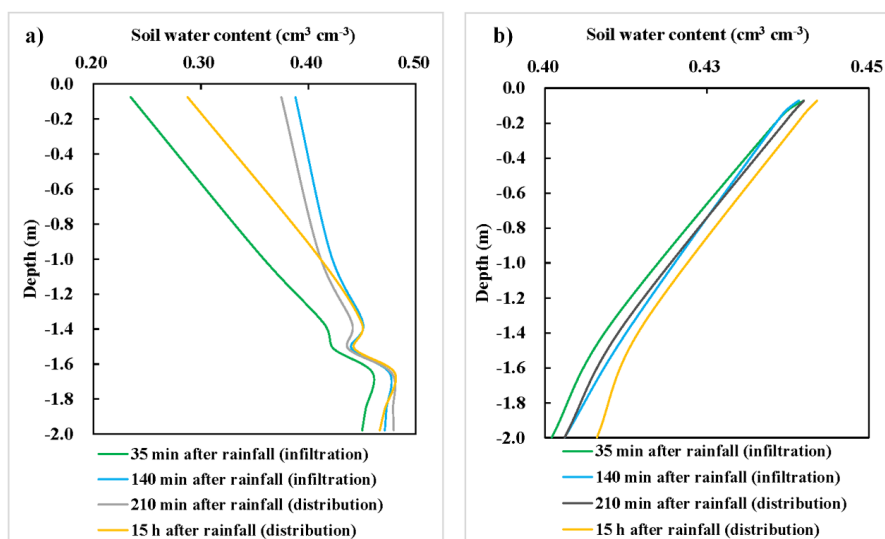 a)
Soil water content (cm³ cm⁻³)
0.20 0.30 0.40 0.50
0.0
-0.2
-0.4
-0.6
-0.8
-1.0
-1.2
-1.4
-1.6
-1.8
-2.0
Depth (m)
35 min after rainfall (infiltration)
140 min after rainfall (infiltration)
210 min after rainfall (distribution)
15 h after rainfall (distribution)
b)
Soil water content (cm³ cm⁻³)
0.40 0.43 0.45
0.0
-0.2
-0.4
-0.6
-0.8
-1.0
-1.2
-1.4
-1.6
-1.8
-2.0
Depth (m)
35 min after rainfall (infiltration)
140 min after rainfall (infiltration)
210 min after rainfall (distribution)
15 h after rainfall (distribution)